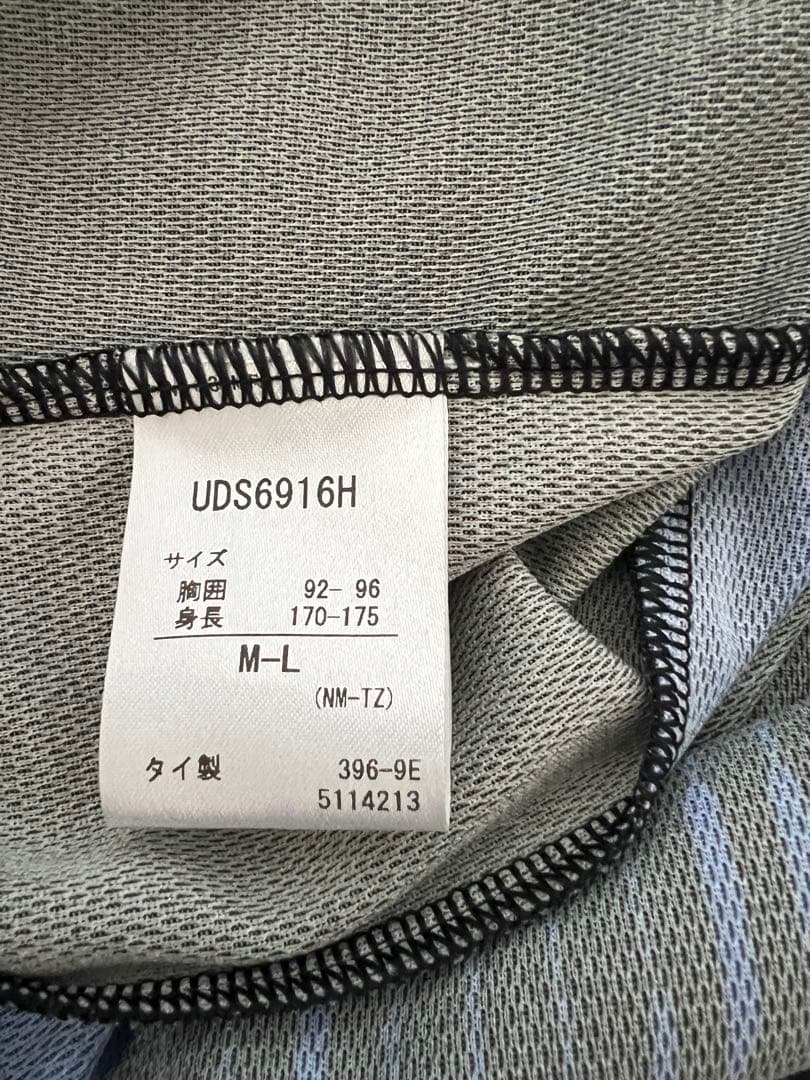 UDS6916H
サイズ
胸囲 92- 96
身長 170-175
M-L
(NM-TZ)
タイ製 396-9E
5114213